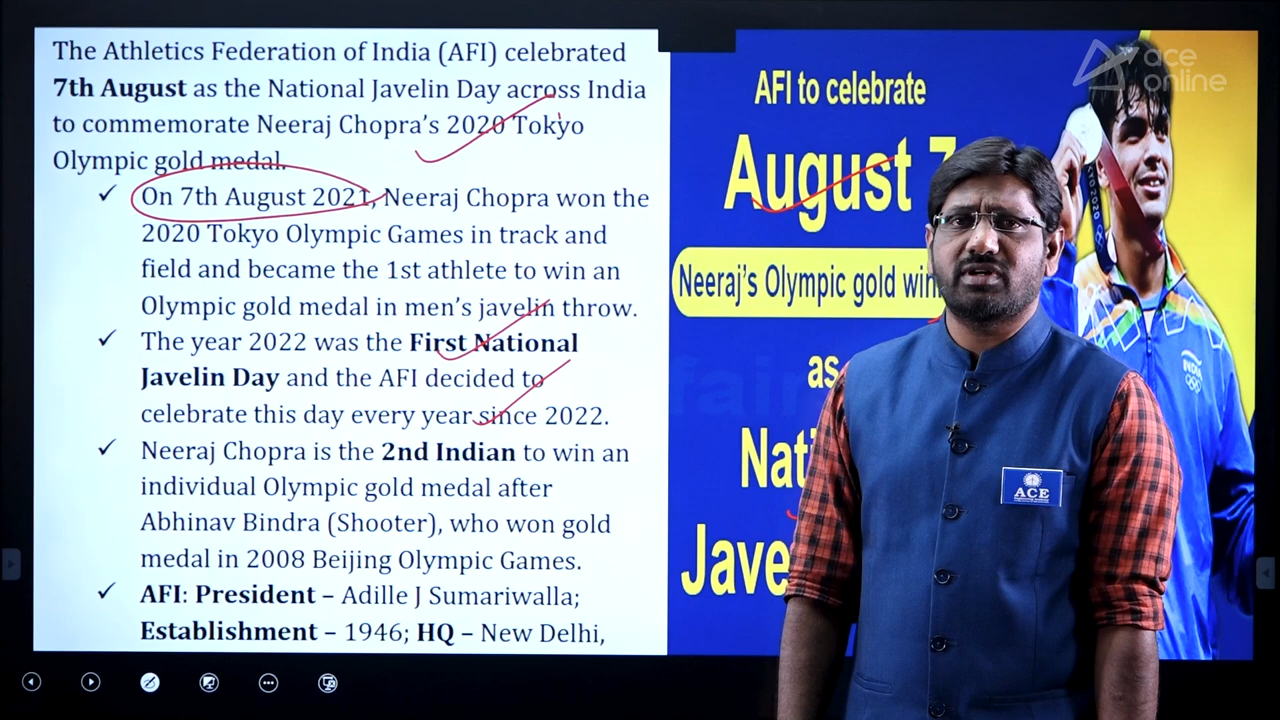 The Athletics Federation of India (AFI) celebrated
7th August as the National Javelin Day across India
to commemorate Neeraj Chopra's 2020 Tokyo
Olympic gold medal.
✓ On 7th August 2021, Neeraj Chopra won the
2020 Tokyo Olympic Games in track and
field and became the 1st athlete to win an
Olympic gold medal in men's javelin throw.
✓ The year 2022 was the First National
Javelin Day and the AFI decided to
celebrate this day every year since 2022.
✓ Neeraj Chopra is the 2nd Indian to win an
individual Olympic gold medal after
Abhinav Bindra (Shooter), who won gold
medal in 2008 Beijing Olympic Games.
✓ AFI: President – Adille J Sumariwalla;
Establishment – 1946; HQ – New Delhi,
AFI to celebrate
August 7
Neeraj's Olympic gold win
as
Nati
Jave
ace
online
INDIA
ACE